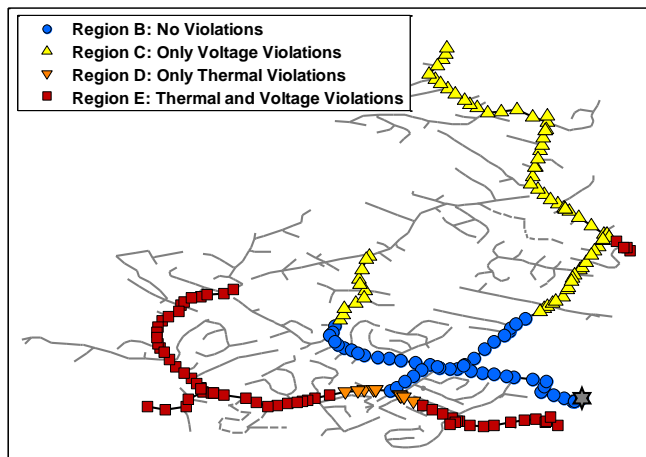 Region B: No Violations
Region C: Only Voltage Violations
Region D: Only Thermal Violations
Region E: Thermal and Voltage Violations